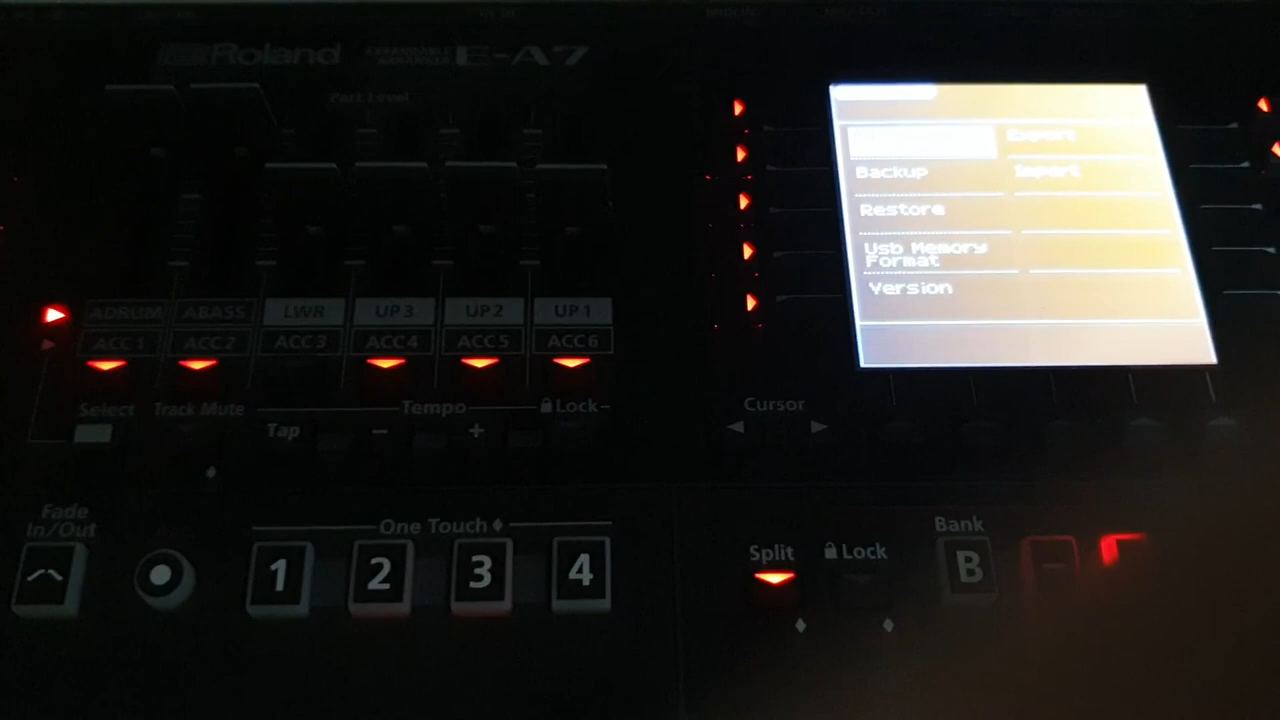 Roland E-A7
Part Level
Export
Backup
Import
Restore
Usb Memory
Format
Version
ADRUM ABASS LWR UP3 UP2 UP1
ACC1 ACC2 ACC3 ACC4 ACC5 ACC6
Select Track Mute Tempo Lock
Tap - +
Cursor
Fade
In/Out
One Touch
1 2 3 4
Split Lock
Bank
B